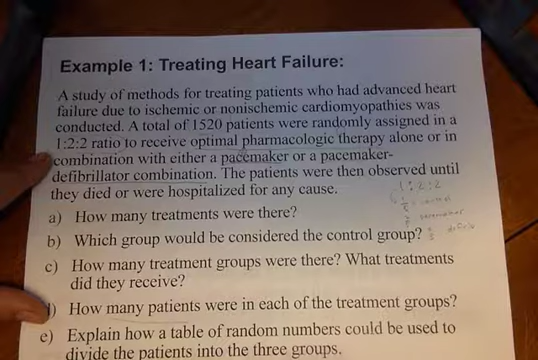 Example 1: Treating Heart Failure:
A study of methods for treating patients who had advanced heart
failure due to ischemic or nonischemic cardiomyopathies was
conducted. A total of 1520 patients were randomly assigned in a
1:2:2 ratio to receive optimal pharmacologic therapy alone or in
combination with either a pacemaker or a pacemaker-
defibrillator combination. The patients were then observed until
they died or were hospitalized for any cause.
1:2:2
a) How many treatments were there?
b) Which group would be considered the control group?
c) How many treatment groups were there? What treatments
did they receive?
) How many patients were in each of the treatment groups?
e) Explain how a table of random numbers could be used to
divide the patients into the three groups.